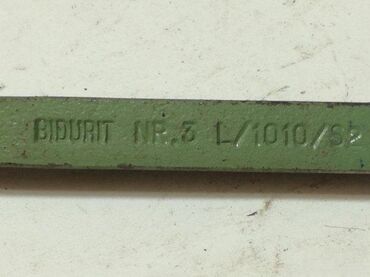 BIDURIT NR.3 L/1010/S